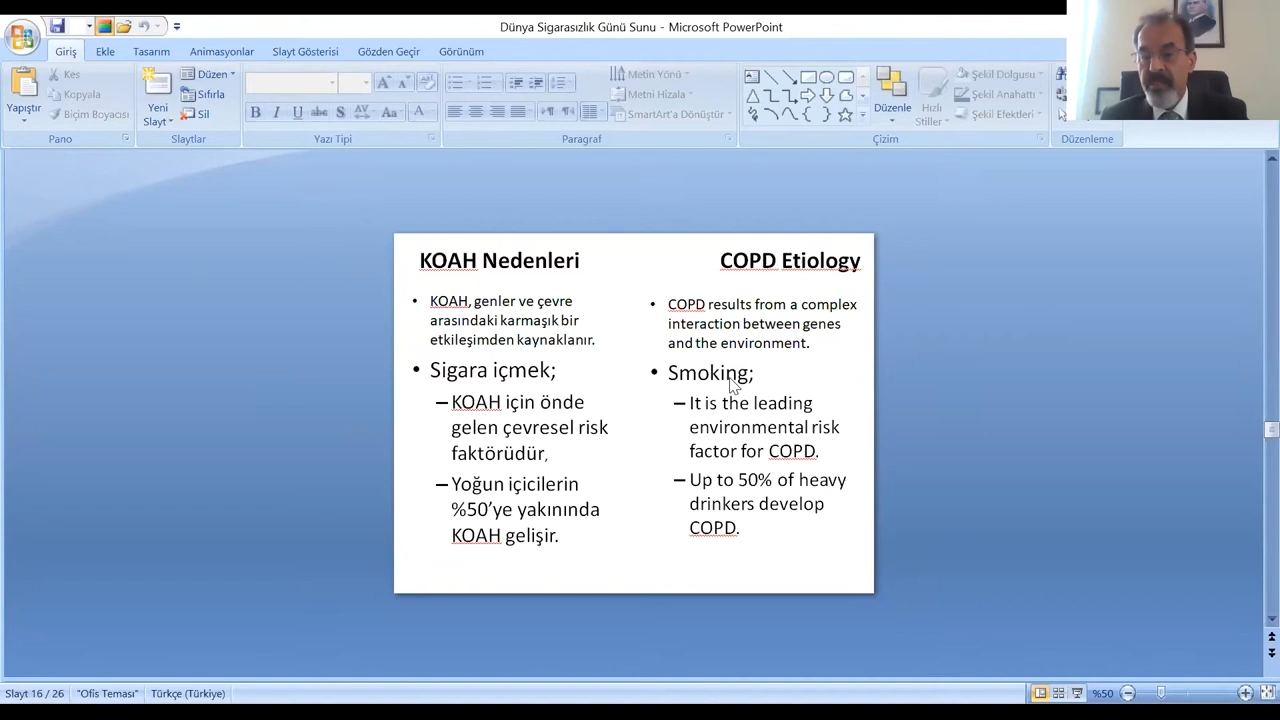 Dünya Sigarasızlık Günü Sunu - Microsoft PowerPoint
Giriş Ekle Tasarım Animasyonlar Slayt Gösterisi Gözden Geçir Görünüm
Yapıştır
Kes
Kopyala
Biçim Boyacısı
Pano
Yeni
Slayt
Düzen
Sıfırla
Sil
Slaytlar
Yazı Tipi
Metin Yönü
Metni Hizala
SmartArt'a Dönüştür
Paragraf
Düzenle
Hızlı
Stiller
Şekil Dolgusu
Şekil Anahattı
Şekil Efektleri
Çizim
Düzenleme
KOAH Nedenleri
• KOAH, genler ve çevre
arasındaki karmaşık bir
etkileşimden kaynaklanır.
• Sigara içmek;
– KOAH için önde
gelen çevresel risk
faktörüdür,
– Yoğun içicilerin
%50'ye yakınında
KOAH gelişir.
COPD Etiology
• COPD results from a complex
interaction between genes
and the environment.
• Smoking;
– It is the leading
environmental risk
factor for COPD.
– Up to 50% of heavy
drinkers develop
COPD.
Slayt 16 / 26 "Ofis Teması" Türkçe (Türkiye) %50